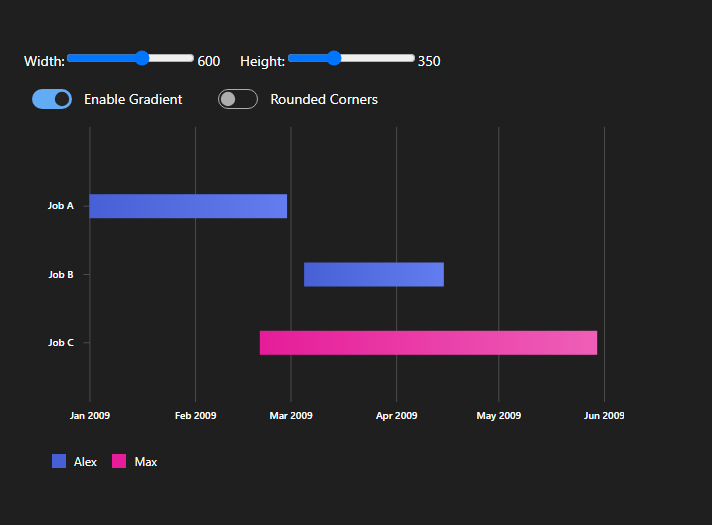 Width: 600 Height: 350
Enable Gradient Rounded Corners
Job A
Job B
Job C
Jan 2009 Feb 2009 Mar 2009 Apr 2009 May 2009 Jun 2009
Alex Max